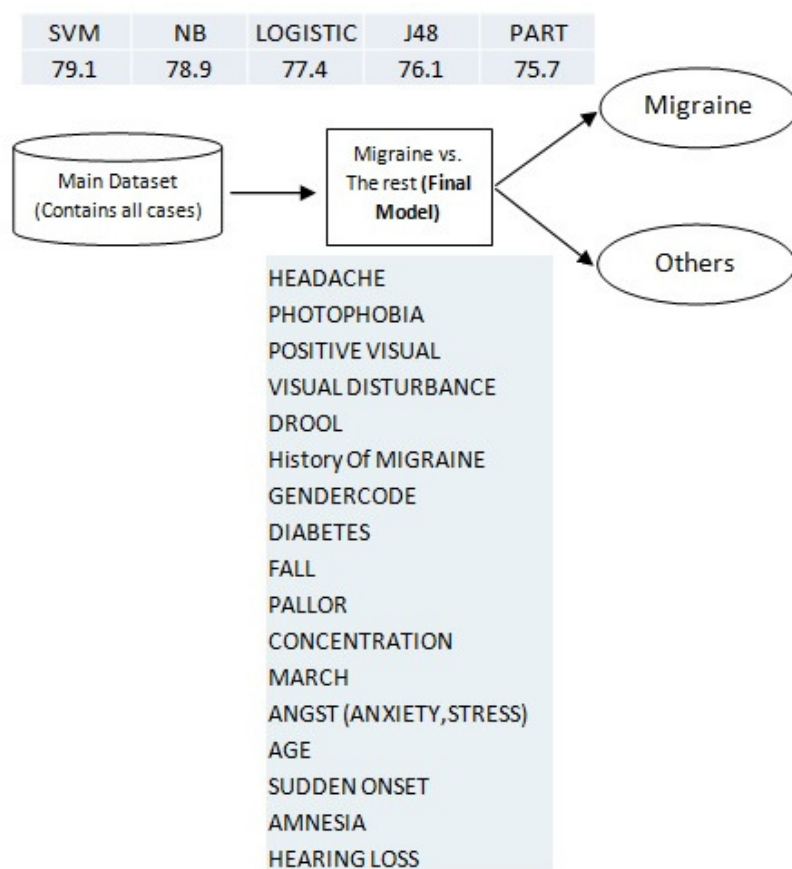 SVM NB LOGISTIC J48 PART
79.1 78.9 77.4 76.1 75.7
Main Dataset
(Contains all cases)
Migraine vs.
The rest (Final
Model)
Migraine
Others
HEADACHE
PHOTOPHOBIA
POSITIVE VISUAL
VISUAL DISTURBANCE
DROOL
History Of MIGRAINE
GENDERCODE
DIABETES
FALL
PALLOR
CONCENTRATION
MARCH
ANGST (ANXIETY,STRESS)
AGE
SUDDEN ONSET
AMNESIA
HEARING LOSS